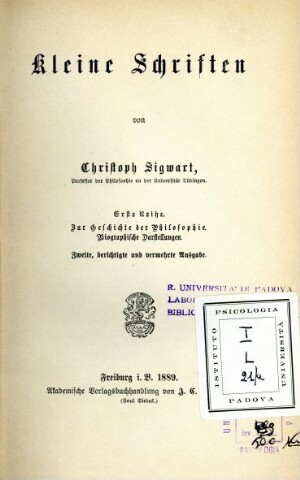 Kleine Schriften
von
Christoph Sigwart,
Professor der Philosophie an der Universität Tübingen.
Erste Reihe.
Zur Geschichte der Philosophie.
Biographische Darstellungen.
Zweite, berichtigte und vermehrte Ausgabe.
R. UNIVERSITA' DI PADOVA
LABO
BIBLIO
PSICOLOGIA
ISTITUTO
UNIVERSITÀ
PADOVA
I
L
Freiburg i. B. 1889.
Akademische Verlagsbuchhandlung von J. C.
(Paul Siebeck).